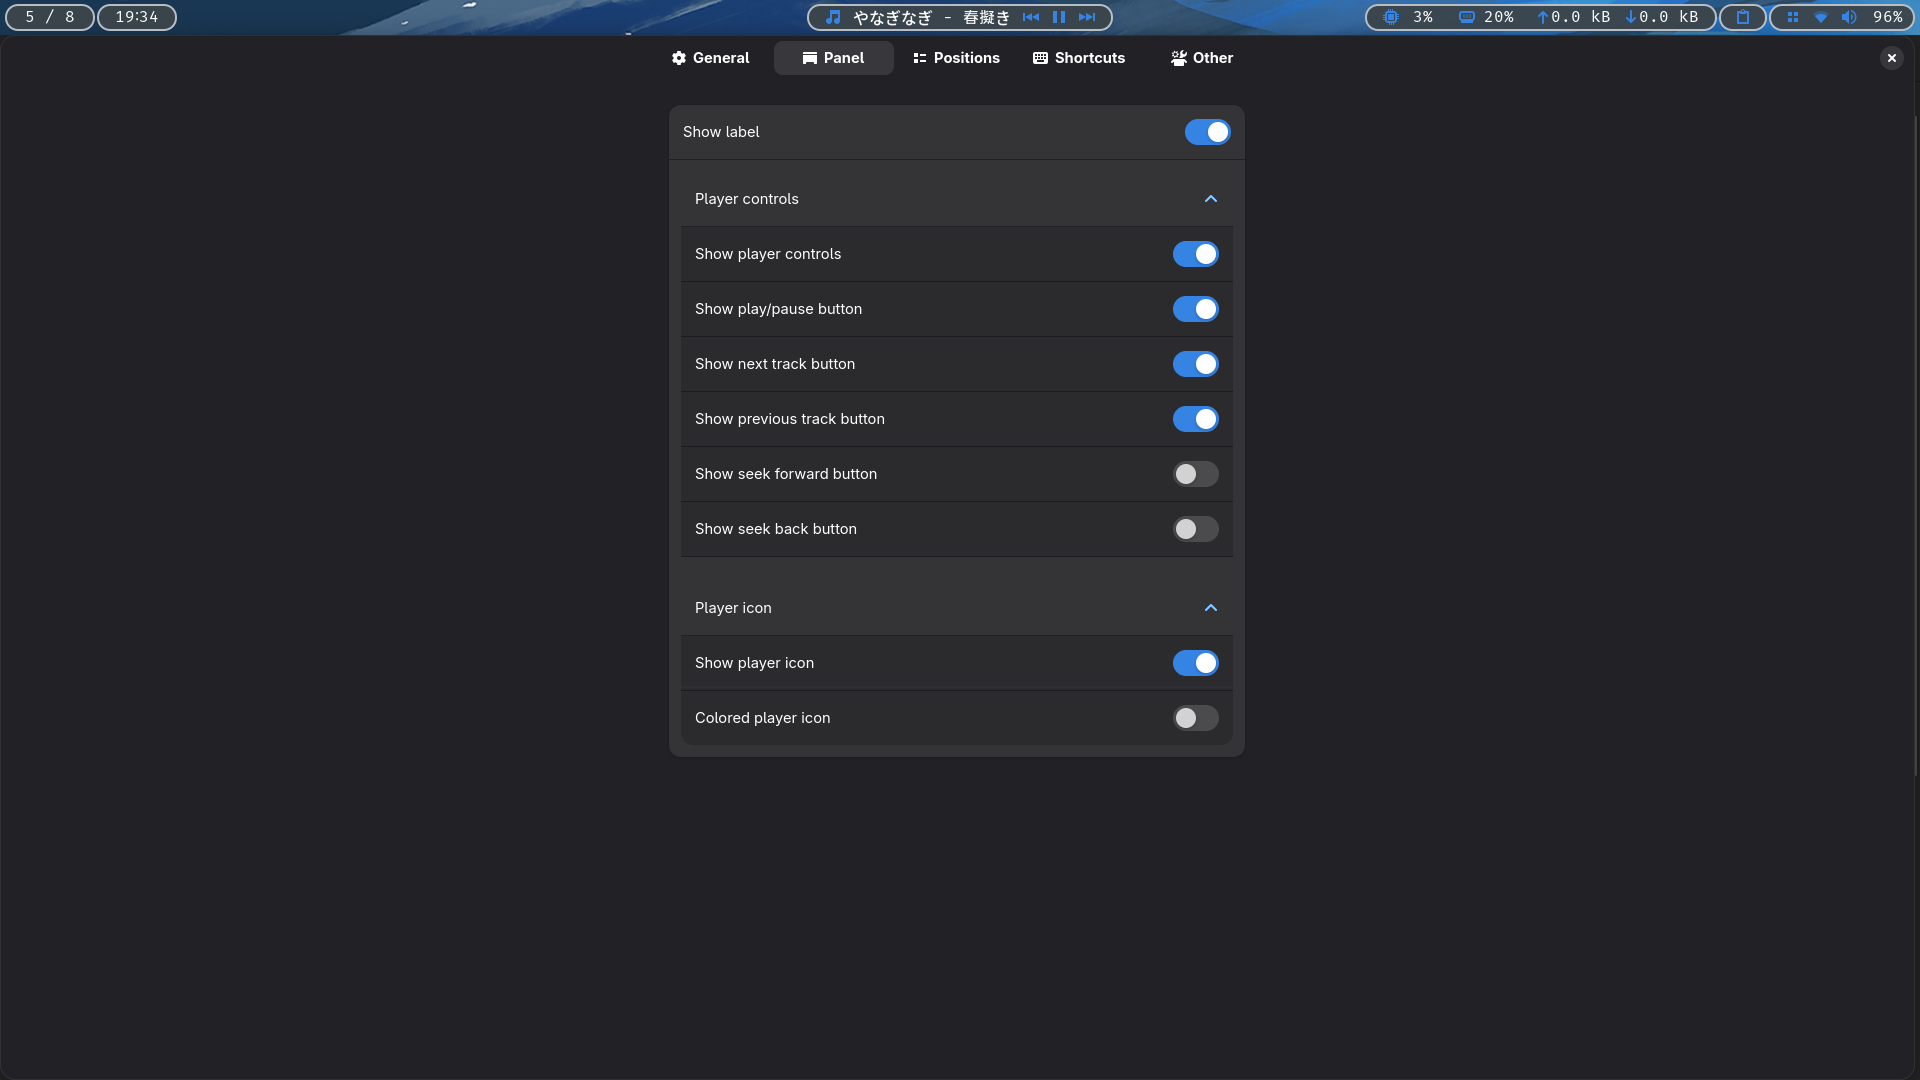 5 / 8
19:34
やなぎなぎ - 春擬き
3%
20%
↑0.0 kB
↓0.0 kB
96%
General
Panel
Positions
Shortcuts
Other
Show label
Player controls
Show player controls
Show play/pause button
Show next track button
Show previous track button
Show seek forward button
Show seek back button
Player icon
Show player icon
Colored player icon